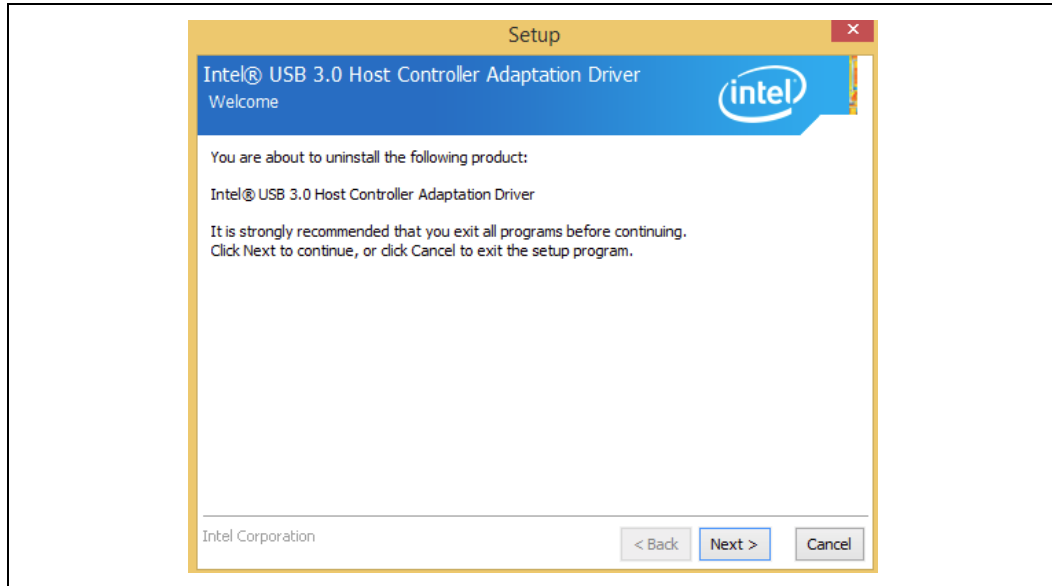 Setup
Intel® USB 3.0 Host Controller Adaptation Driver
Welcome
(intel)
You are about to uninstall the following product:
Intel® USB 3.0 Host Controller Adaptation Driver
It is strongly recommended that you exit all programs before continuing.
Click Next to continue, or click Cancel to exit the setup program.
Intel Corporation
< Back
Next >
Cancel